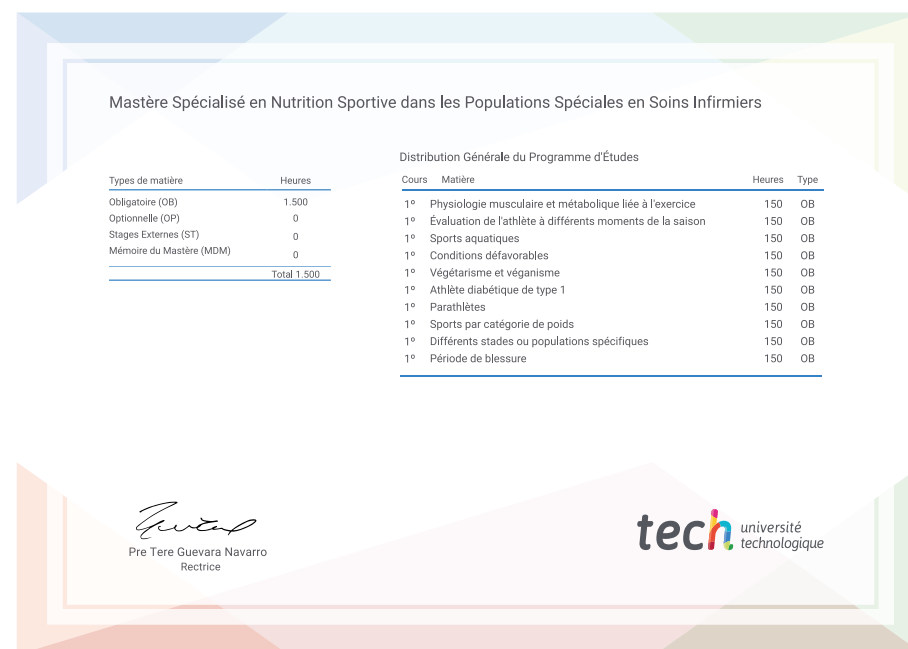 Mastère Spécialisé en Nutrition Sportive dans les Populations Spéciales en Soins Infirmiers
Types de matière Heures
Obligatoire (OB) 1.500
Optionnelle (OP) 0
Stages Externes (ST) 0
Mémoire du Mastère (MDM) 0
Total 1.500
Distribution Générale du Programme d'Études
Cours Matière Heures Type
1º Physiologie musculaire et métabolique liée à l'exercice 150 OB
1º Évaluation de l'athlète à différents moments de la saison 150 OB
1º Sports aquatiques 150 OB
1º Conditions défavorables 150 OB
1º Végétarisme et véganisme 150 OB
1º Athlète diabétique de type 1 150 OB
1º Parathlètes 150 OB
1º Sports par catégorie de poids 150 OB
1º Différents stades ou populations spécifiques 150 OB
1º Période de blessure 150 OB
Pre Tere Guevara Navarro
Rectrice
tech université
technologique